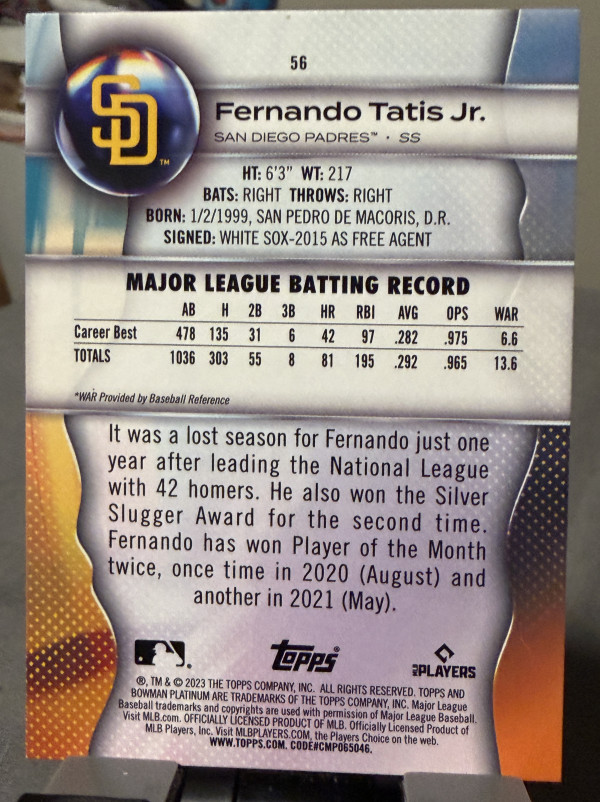 56
SD™
Fernando Tatis Jr.
SAN DIEGO PADRES™ · SS
HT: 6'3" WT: 217
BATS: RIGHT THROWS: RIGHT
BORN: 1/2/1999, SAN PEDRO DE MACORIS, D.R.
SIGNED: WHITE SOX-2015 AS FREE AGENT
MAJOR LEAGUE BATTING RECORD
AB H 2B 3B HR RBI AVG OPS WAR
Career Best 478 135 31 6 42 97 .282 .975 6.6
TOTALS 1036 303 55 8 81 195 .292 .965 13.6
*WAR Provided by Baseball Reference
It was a lost season for Fernando just one
year after leading the National League
with 42 homers. He also won the Silver
Slugger Award for the second time.
Fernando has won Player of the Month
twice, once time in 2020 (August) and
another in 2021 (May).
topps®
MLB PLAYERS
®, TM & © 2023 THE TOPPS COMPANY, INC. ALL RIGHTS RESERVED. TOPPS AND
BOWMAN PLATINUM ARE TRADEMARKS OF THE TOPPS COMPANY, INC. Major League
Baseball trademarks and copyrights are used with permission of Major League Baseball.
Visit MLB.com. OFFICIALLY LICENSED PRODUCT OF MLB. Officially Licensed Product of
MLB Players, Inc. Visit MLBPLAYERS.COM, the Players Choice on the web.
WWW.TOPPS.COM. CODE#CMP065046.